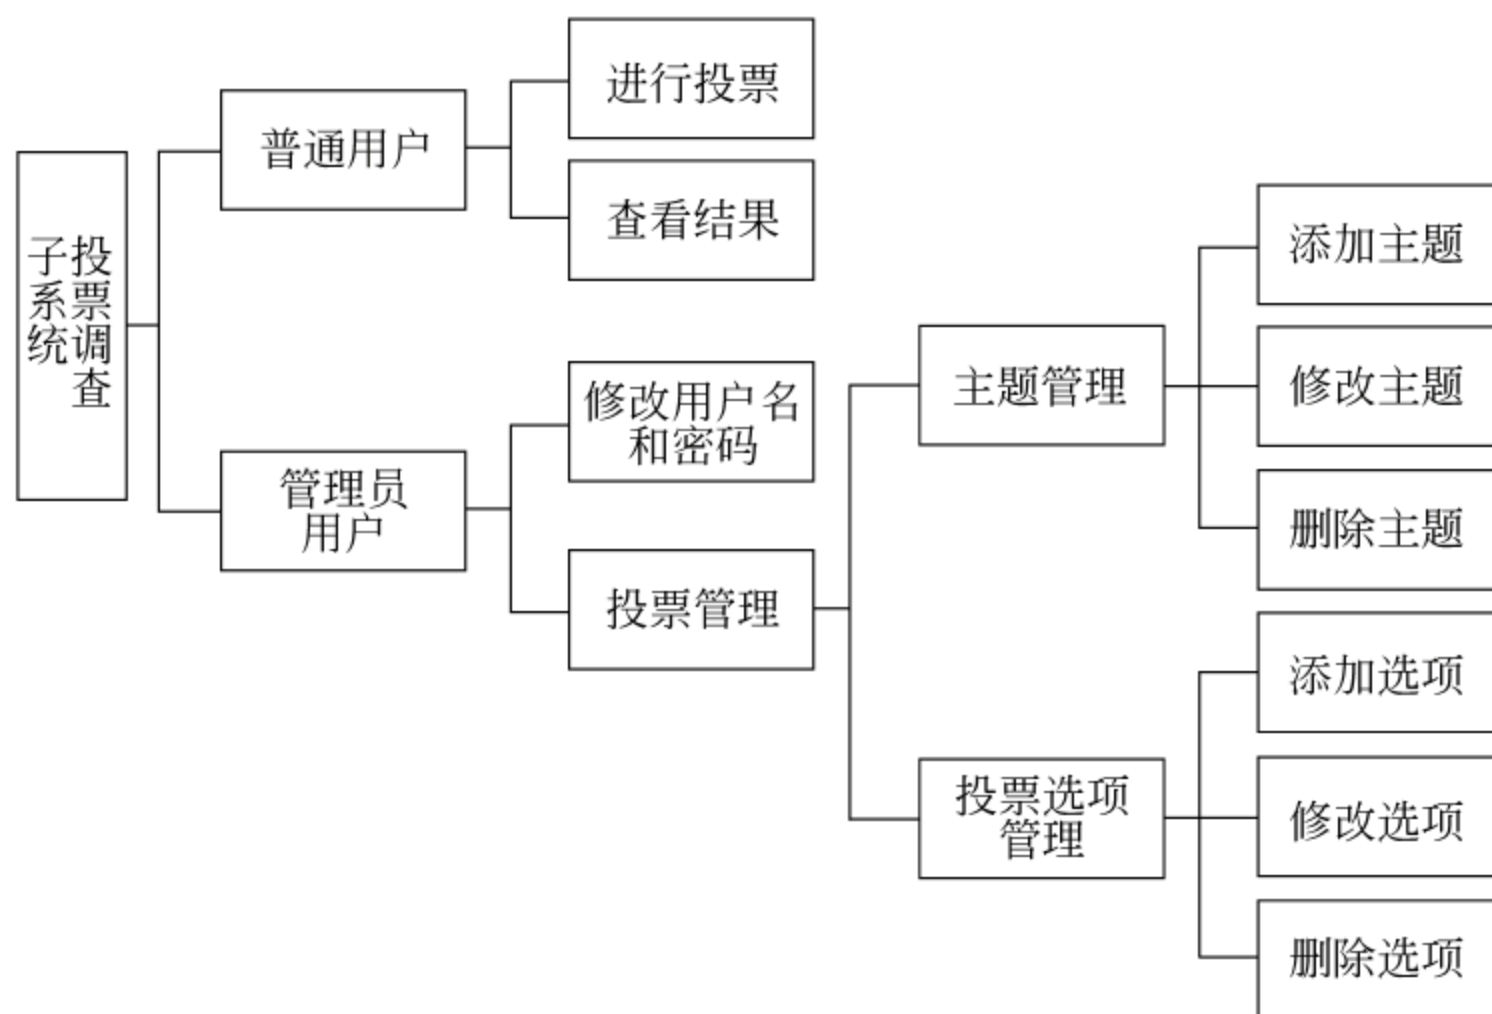 投票调查
子系统
普通用户
进行投票
查看结果
管理员
用户
修改用户名
和密码
投票管理
主题管理
添加主题
修改主题
删除主题
投票选项
管理
添加选项
修改选项
删除选项